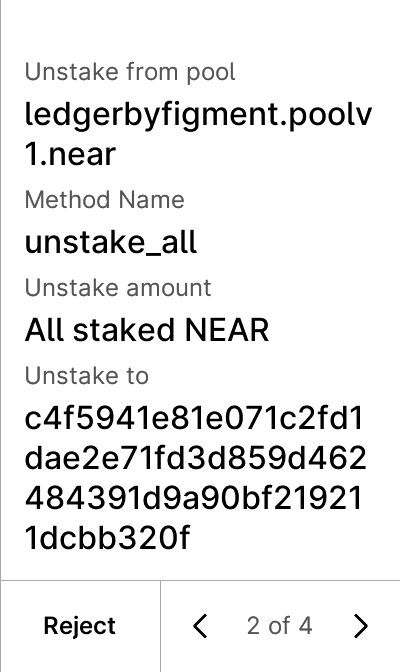 Unstake from pool
ledgerbyfigment.poolv
1.near
Method Name
unstake_all
Unstake amount
All staked NEAR
Unstake to
c4f5941e81e071c2fd1
dae2e71fd3d859d462
484391d9a90bf21921
1dcbb320f
Reject
2 of 4